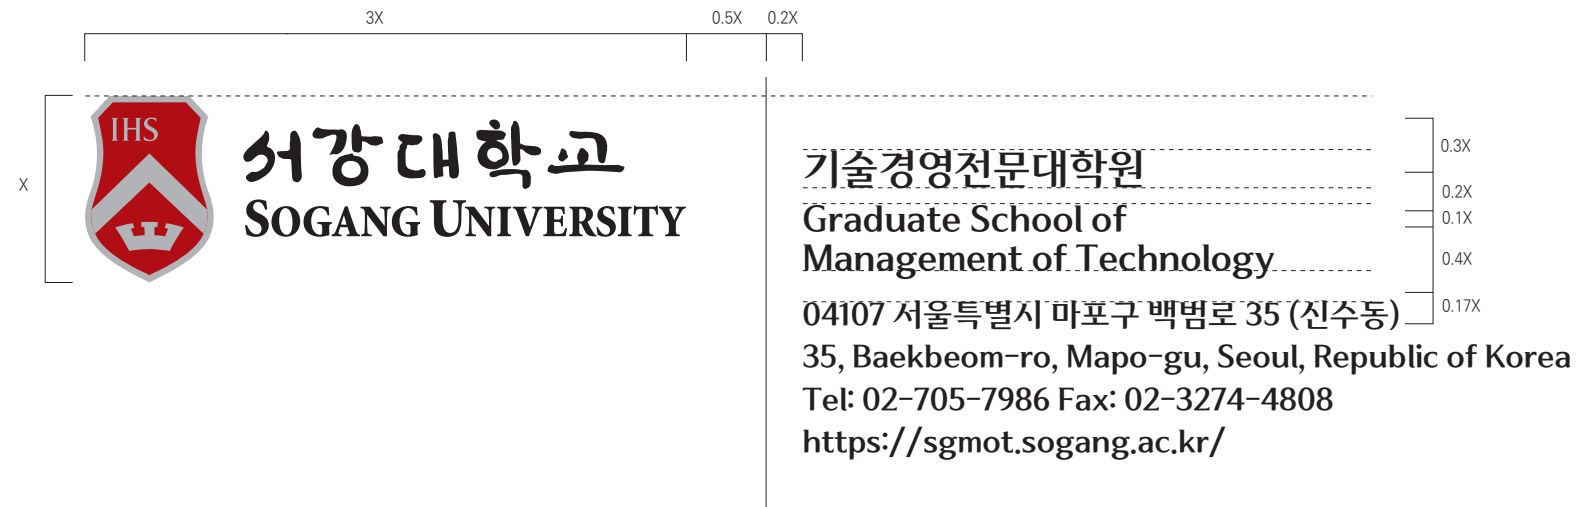 3X 0.5X 0.2X
X
IHS
서강대학교
SOGANG UNIVERSITY
기술경영전문대학원
Graduate School of
Management of Technology
04107 서울특별시 마포구 백범로 35 (신수동)
35, Baekbeom-ro, Mapo-gu, Seoul, Republic of Korea
Tel: 02-705-7986 Fax: 02-3274-4808
https://sgmot.sogang.ac.kr/
0.3X
0.2X
0.1X
0.4X
0.17X